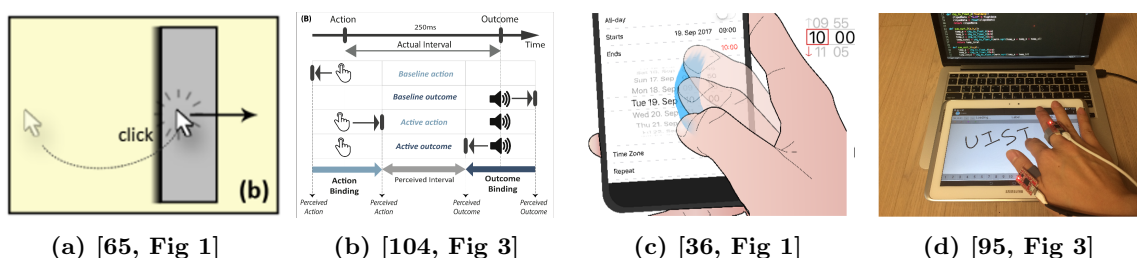 click
(b)
(a) [65, Fig 1]
(B)
Action
Outcome
250ms
Time
Actual Interval
Baseline action
Baseline outcome
Active action
Active outcome
Action
Binding
Perceived Interval
Outcome
Binding
Perceived
Action
Perceived
Action
Perceived
Outcome
Perceived
Outcome
(b) [104, Fig 3]
All-day
Starts
19. Sep 2017
09:00
Ends
10:00
Sun 17. Sep
Mon 18. Sep
Tue 19. Sep
Wed 20. Sep
Thu 21. Sep
Time Zone
Repeat
↑09 55
10 00
↓11 05
(c) [36, Fig 1]
UIST
(d) [95, Fig 3]